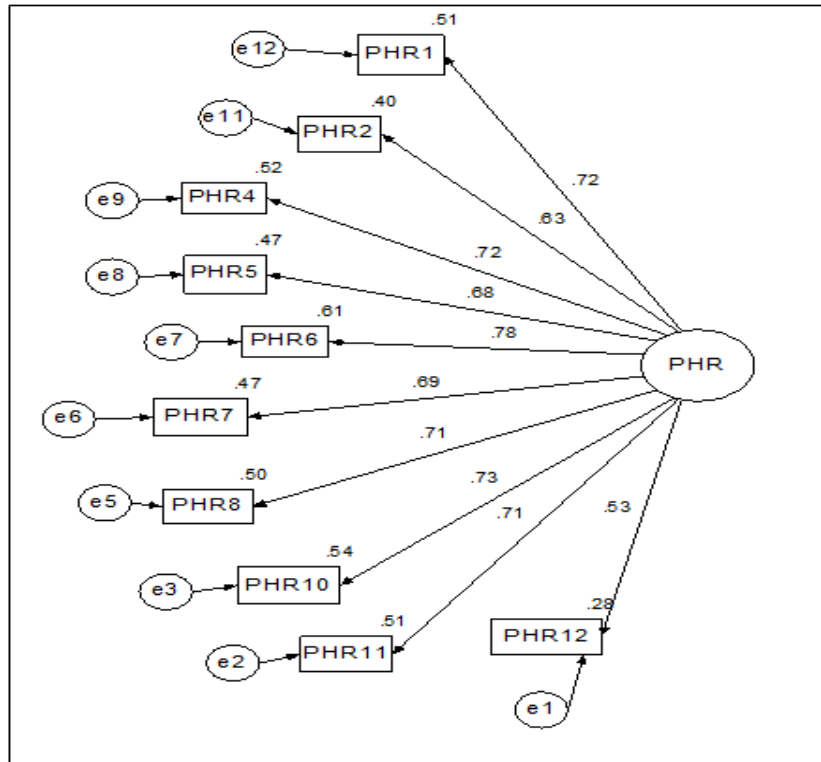 .51
e12
PHR1
.40
e11
PHR2
.72
.63
.52
e9
PHR4
.72
.47
e8
PHR5
.68
.61
e7
PHR6
.78
PHR
.47
.69
e6
PHR7
.71
.50
.73
e5
PHR8
.71
.53
.54
e3
PHR10
.28
.51
e2
PHR11
PHR12
e1